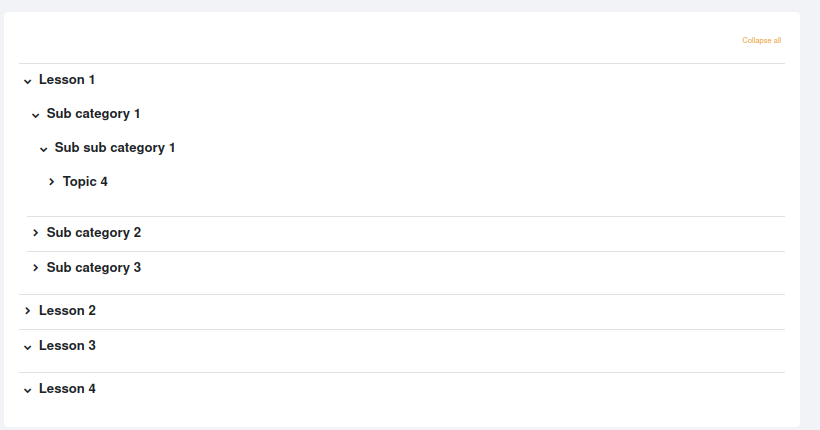 Collapse all
Lesson 1
Sub category 1
Sub sub category 1
Topic 4
Sub category 2
Sub category 3
Lesson 2
Lesson 3
Lesson 4